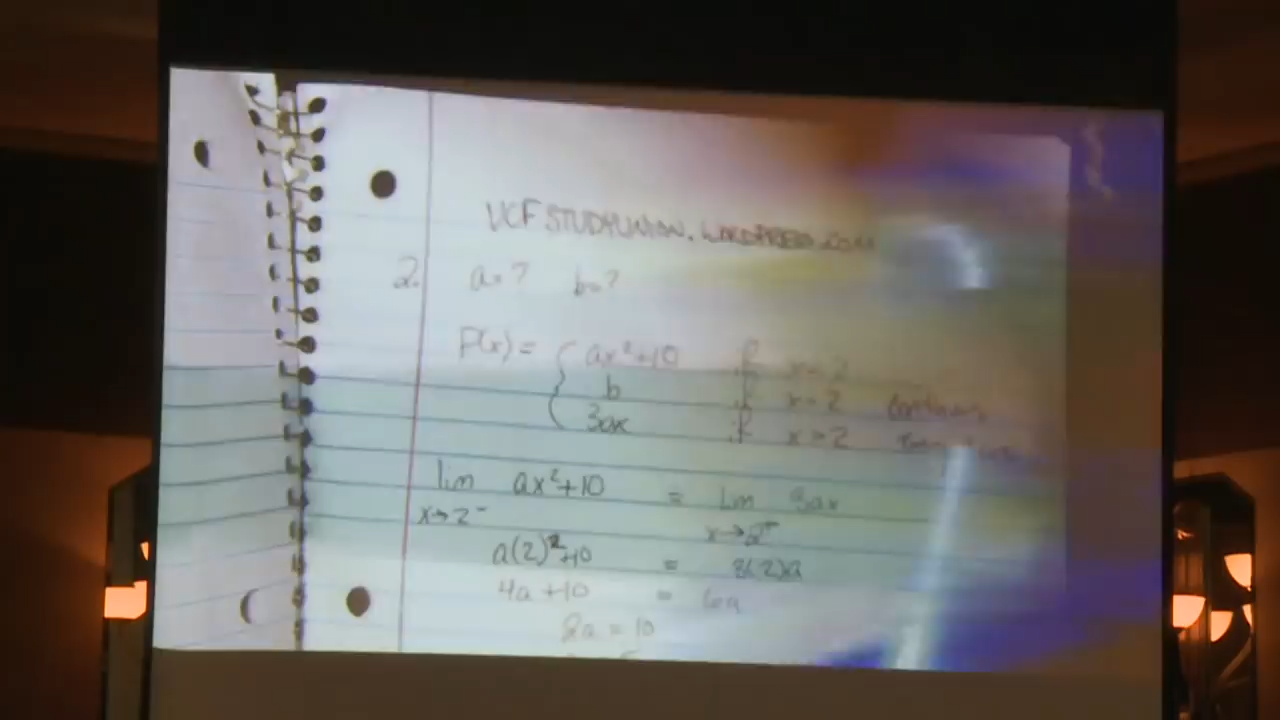 UCFSTUDYUNION.WORDPRESS.COM
2. a=? b=?
F(x) = { ax²+10 if x<2
b if x=2
3ax if x>2
lim ax²+10 = lim 3ax
x→2⁻ x→2⁺
a(2)²+10 = 3(2)a
4a+10 = 6a
2a = 10